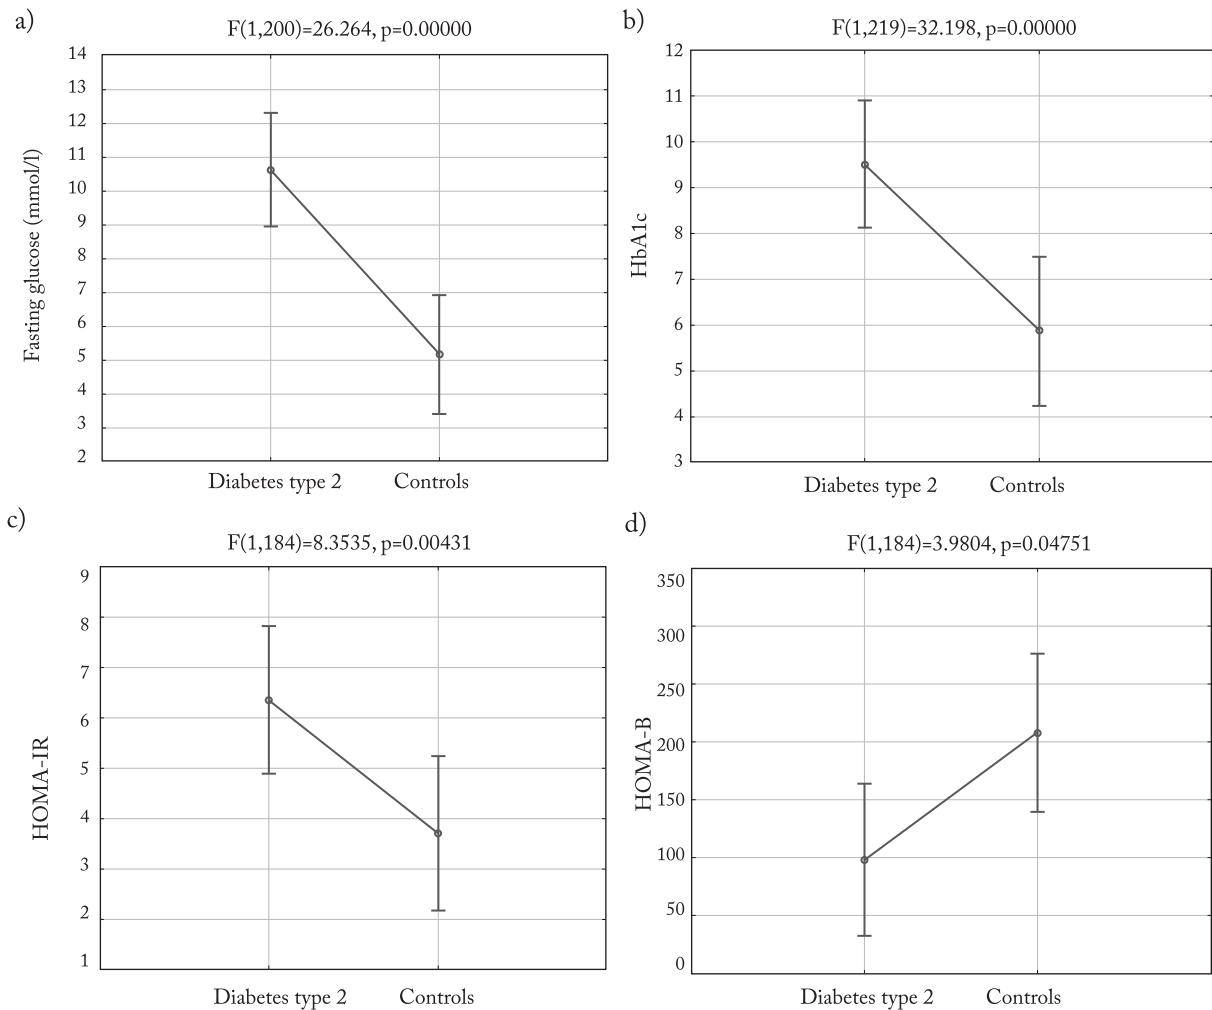 a)
F(1,200)=26.264, p=0.00000
Fasting glucose (mmol/l)
14
13
12
11
10
9
8
7
6
5
4
3
2
Diabetes type 2 Controls
b)
F(1,219)=32.198, p=0.00000
HbA1c
12
11
10
9
8
7
6
5
4
3
Diabetes type 2 Controls
c)
F(1,184)=8.3535, p=0.00431
HOMA-IR
9
8
7
6
5
4
3
2
1
Diabetes type 2 Controls
d)
F(1,184)=3.9804, p=0.04751
HOMA-B
350
300
250
200
150
100
50
0
Diabetes type 2 Controls